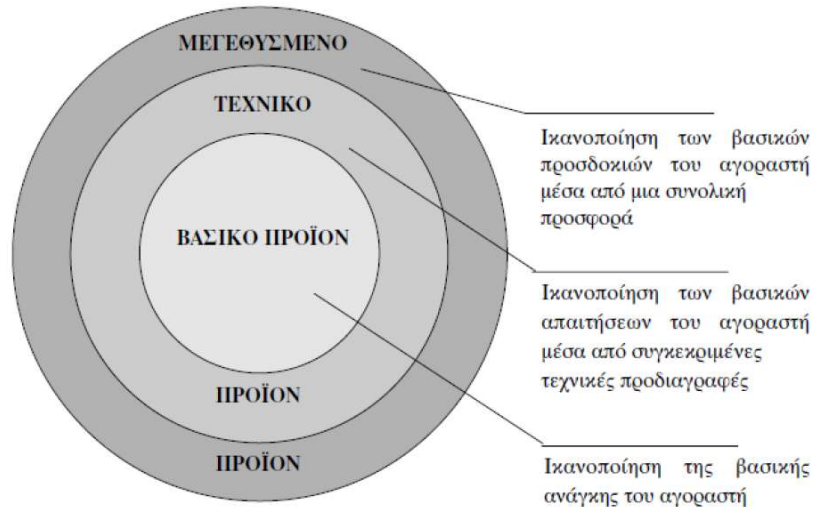 ΜΕΓΕΘΥΣΜΕΝΟ
ΤΕΧΝΙΚΟ
ΒΑΣΙΚΟ ΠΡΟΪΟΝ
ΠΡΟΪΟΝ
ΠΡΟΪΟΝ
Ικανοποίηση των βασικών
προσδοκιών του αγοραστή
μέσα από μια συνολική
προσφορά
Ικανοποίηση των βασικών
απαιτήσεων του αγοραστή
μέσα από συγκεκριμένες
τεχνικές προδιαγραφές
Ικανοποίηση της βασικής
ανάγκης του αγοραστή